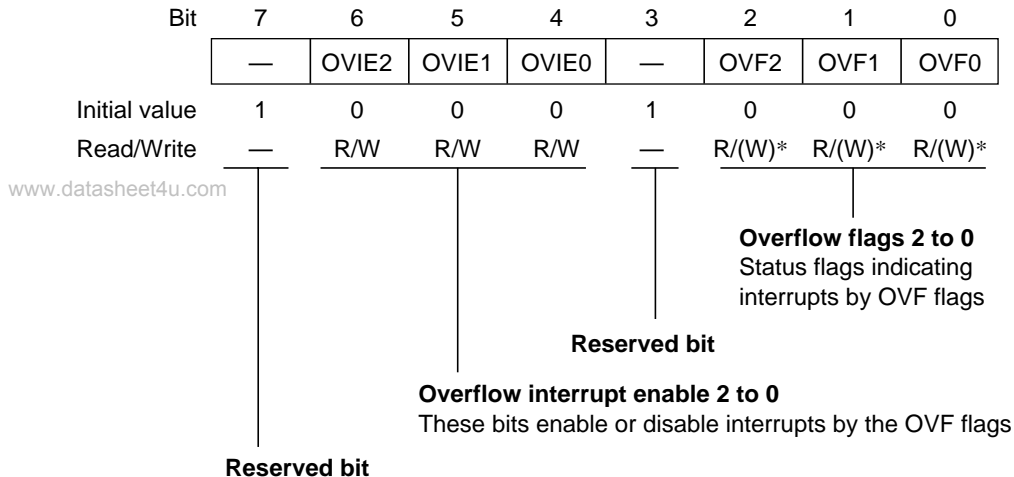 Bit 7 6 5 4 3 2 1 0
— OVIE2 OVIE1 OVIE0 — OVF2 OVF1 OVF0
Initial value 1 0 0 0 1 0 0 0
Read/Write — R/W R/W R/W — R/(W)* R/(W)* R/(W)*
www.datasheet4u.com
Overflow flags 2 to 0
Status flags indicating
interrupts by OVF flags
Reserved bit
Overflow interrupt enable 2 to 0
These bits enable or disable interrupts by the OVF flags
Reserved bit